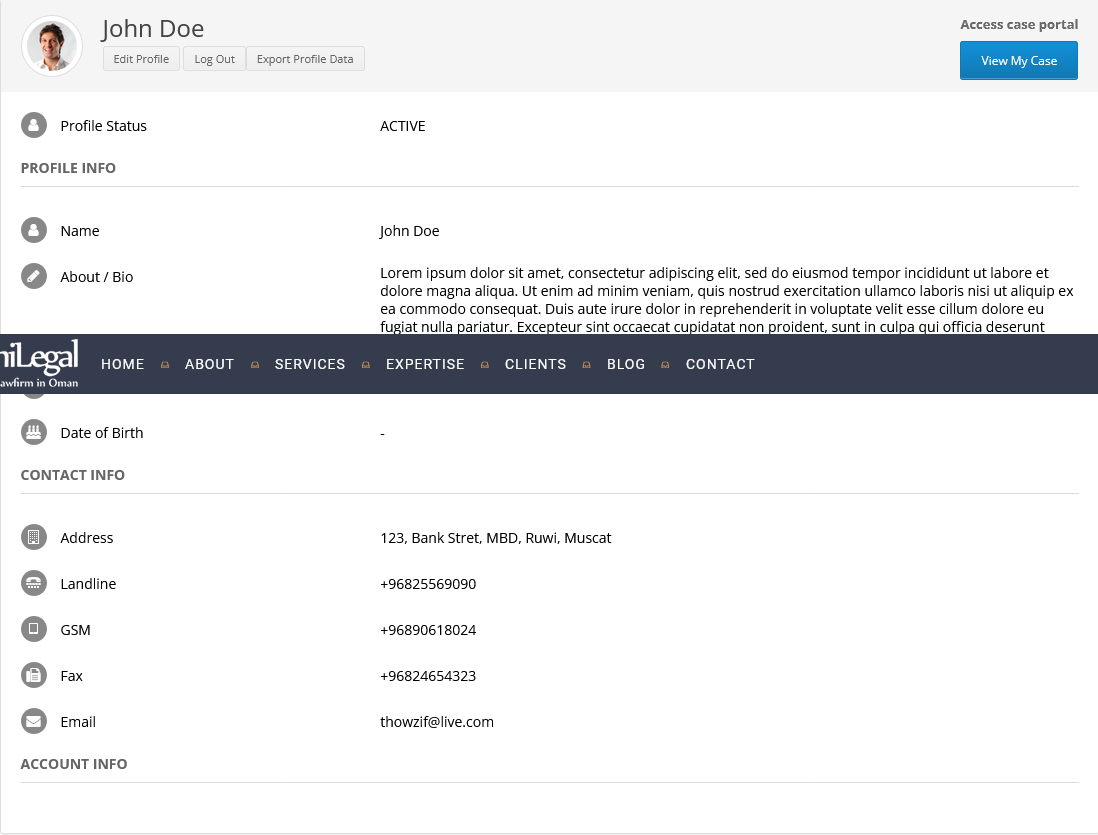 John Doe
Edit Profile Log Out Export Profile Data
Access case portal
View My Case
Profile Status ACTIVE
PROFILE INFO
Name John Doe
About / Bio
Lorem ipsum dolor sit amet, consectetur adipiscing elit, sed do eiusmod tempor incididunt ut labore et
dolore magna aliqua. Ut enim ad minim veniam, quis nostrud exercitation ullamco laboris nisi ut aliquip ex
ea commodo consequat. Duis aute irure dolor in reprehenderit in voluptate velit esse cillum dolore eu
fugiat nulla pariatur. Excepteur sint occaecat cupidatat non proident, sunt in culpa qui officia deserunt
niLegal
awfirm in Oman
HOME ABOUT SERVICES EXPERTISE CLIENTS BLOG CONTACT
Date of Birth -
CONTACT INFO
Address 123, Bank Stret, MBD, Ruwi, Muscat
Landline +96825569090
GSM +96890618024
Fax +96824654323
Email thowzif@live.com
ACCOUNT INFO